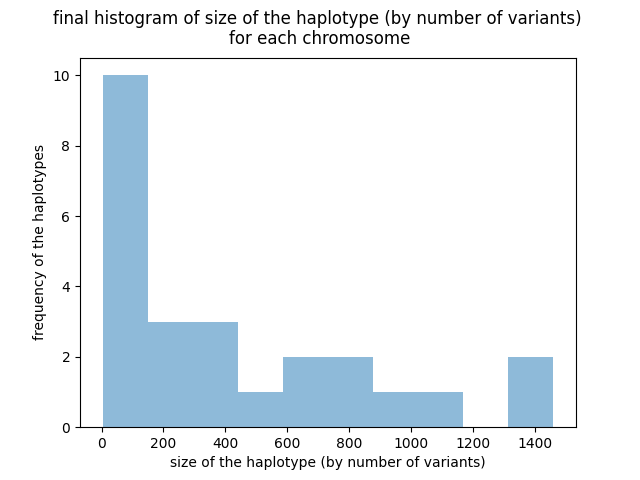 final histogram of size of the haplotype (by number of variants)
for each chromosome
10
8
6
4
2
0
frequency of the haplotypes
0 200 400 600 800 1000 1200 1400
size of the haplotype (by number of variants)